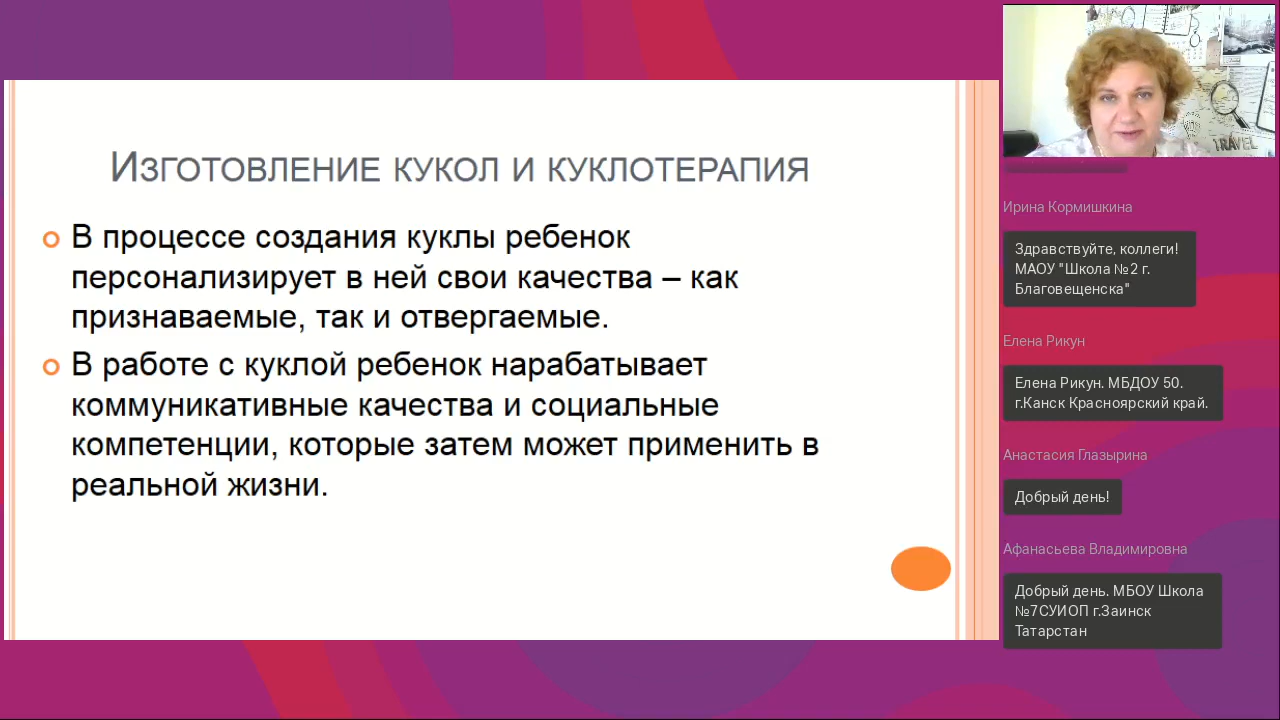 ИЗГОТОВЛЕНИЕ КУКОЛ И КУКЛОТЕРАПИЯ
В процессе создания куклы ребенок
персонализирует в ней свои качества – как
признаваемые, так и отвергаемые.
В работе с куклой ребенок нарабатывает
коммуникативные качества и социальные
компетенции, которые затем может применить в
реальной жизни.
TRAVEL
Ирина Кормишкина
Здравствуйте, коллеги!
МАОУ "Школа №2 г.
Благовещенска"
Елена Рикун
Елена Рикун. МБДОУ 50.
г.Канск Красноярский край.
Анастасия Глазырина
Добрый день!
Афанасьева Владимировна
Добрый день. МБОУ Школа
№7СУИОП г.Заинск
Татарстан